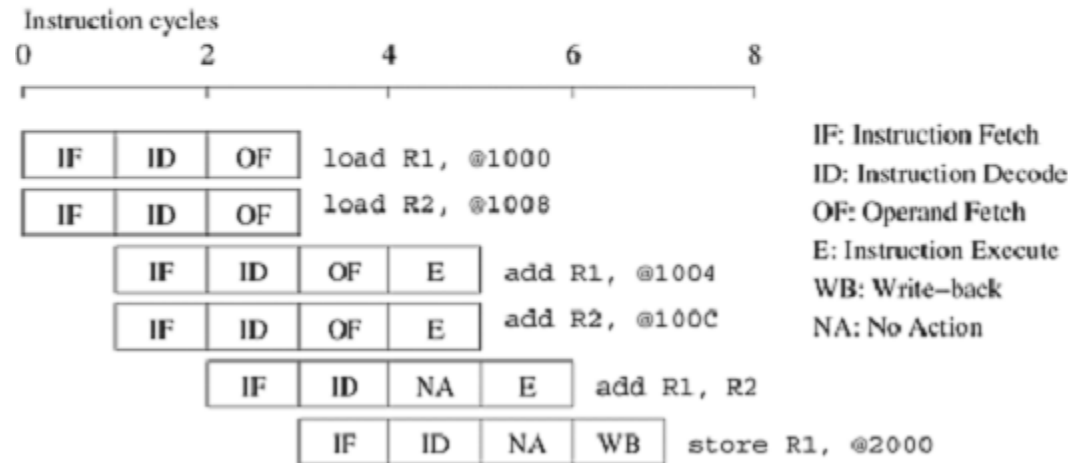 Instruction cycles
0 2 4 6 8
IF ID OF load R1, @1000
IF ID OF load R2, @1008
IF ID OF E add R1, @1004
IF ID OF E add R2, @100C
IF ID NA E add R1, R2
IF ID NA WB store R1, @2000
IF: Instruction Fetch
ID: Instruction Decode
OF: Operand Fetch
E: Instruction Execute
WB: Write-back
NA: No Action